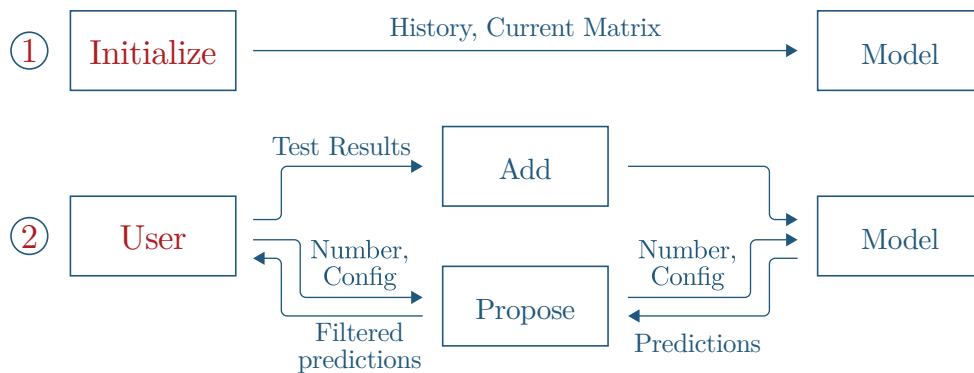 1
Initialize
History, Current Matrix
Model
2
User
Test Results
Add
Model
Number,
Config
Number,
Config
Propose
Filtered
predictions
Predictions